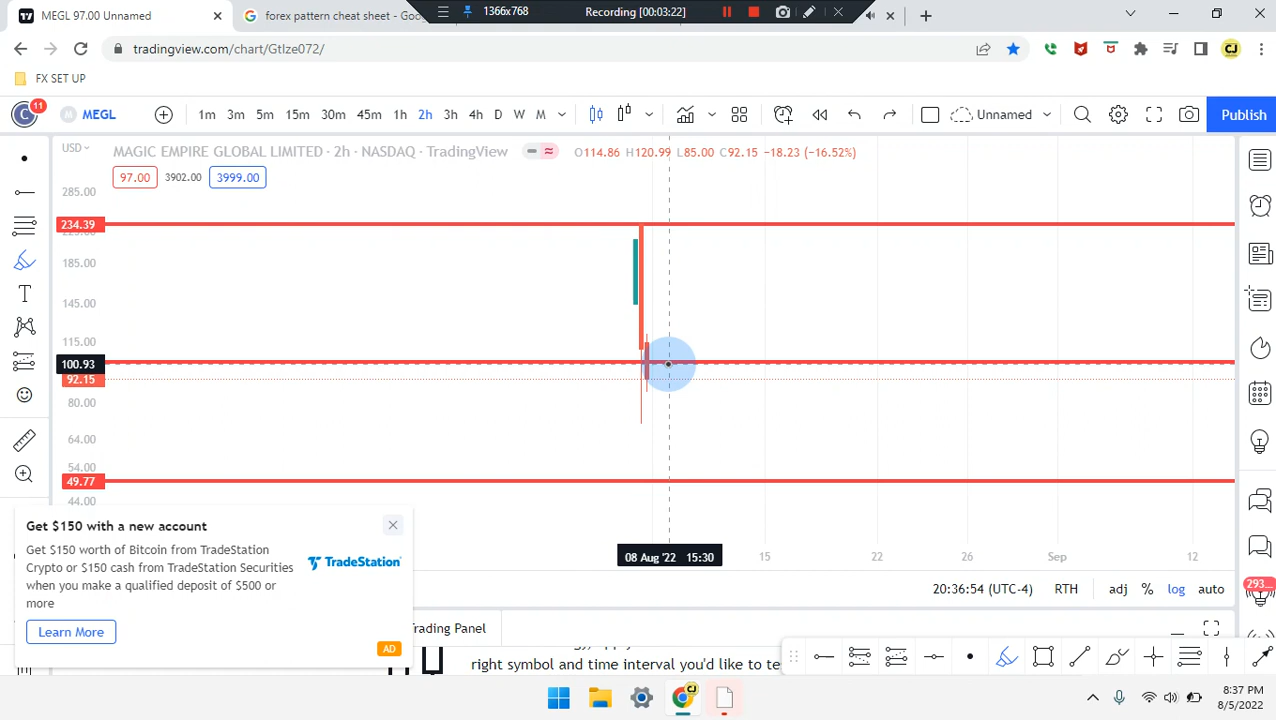 MEGL 97.00 Unnamed
forex pattern cheat sheet - Goo
1366x768
Recording [00:03:22]
tradingview.com/chart/Gtlze072/
CJ
FX SET UP
C
11
M
MEGL
1m 3m 5m 15m 30m 45m 1h 2h 3h 4h D W M
Unnamed
Publish
USD
MAGIC EMPIRE GLOBAL LIMITED · 2h · NASDAQ · TradingView
O114.86 H120.99 L85.00 C92.15 −18.23 (−16.52%)
97.00
3902.00
3999.00
285.00
234.39
185.00
145.00
115.00
100.93
92.15
80.00
64.00
54.00
49.77
44.00
08 Aug '22 15:30
15
22
26
Sep
12
Get $150 with a new account
Get $150 worth of Bitcoin from TradeStation
Crypto or $150 cash from TradeStation Securities
when you make a qualified deposit of $500 or
more
TradeStation
Learn More
AD
20:36:54 (UTC-4)
RTH
adj
%
log
auto
293...
Trading Panel
right symbol and time interval you'd like to te
CJ
8:37 PM
8/5/2022